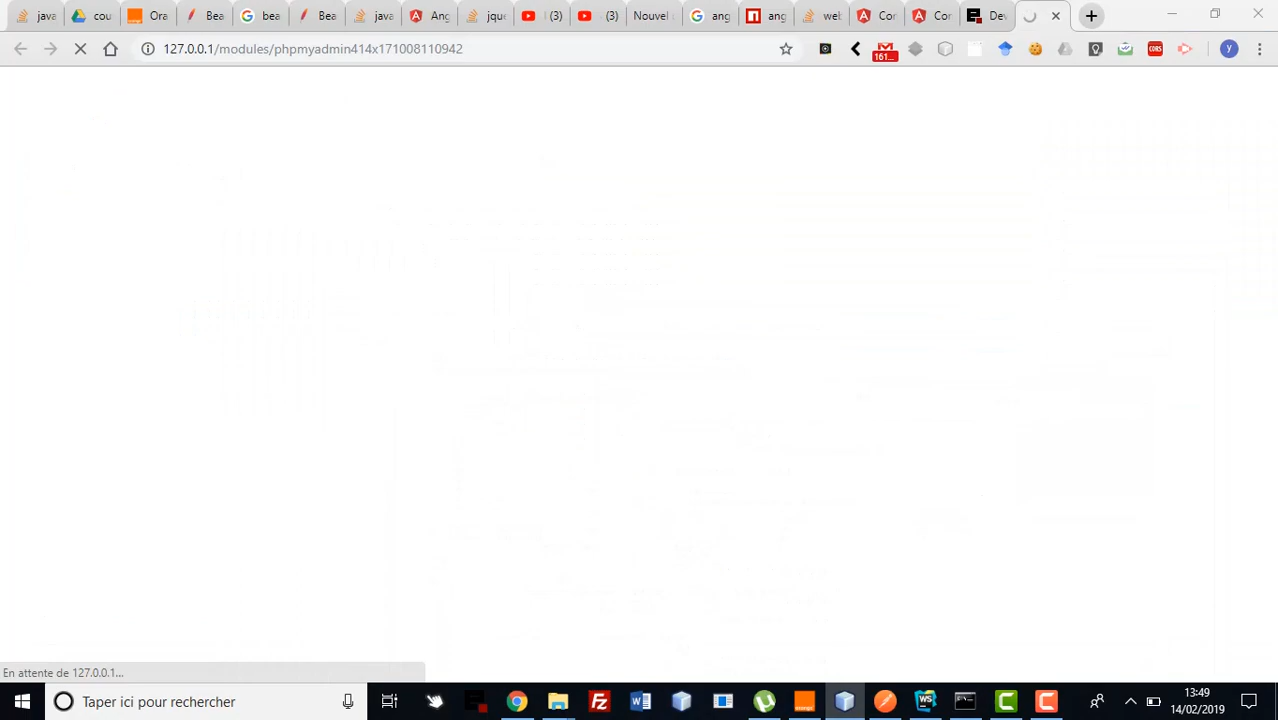 java
cou
Ora
Bea
bea
Bea
java
Ang
jque
(3)
(3)
Nouvel
ang
ang
wel
Cor
Cor
Dev
127.0.0.1/modules/phpmyadmin414x171008110942
161...
CORS
y
En attente de 127.0.0.1...
Taper ici pour rechercher
13:49
14/02/2019